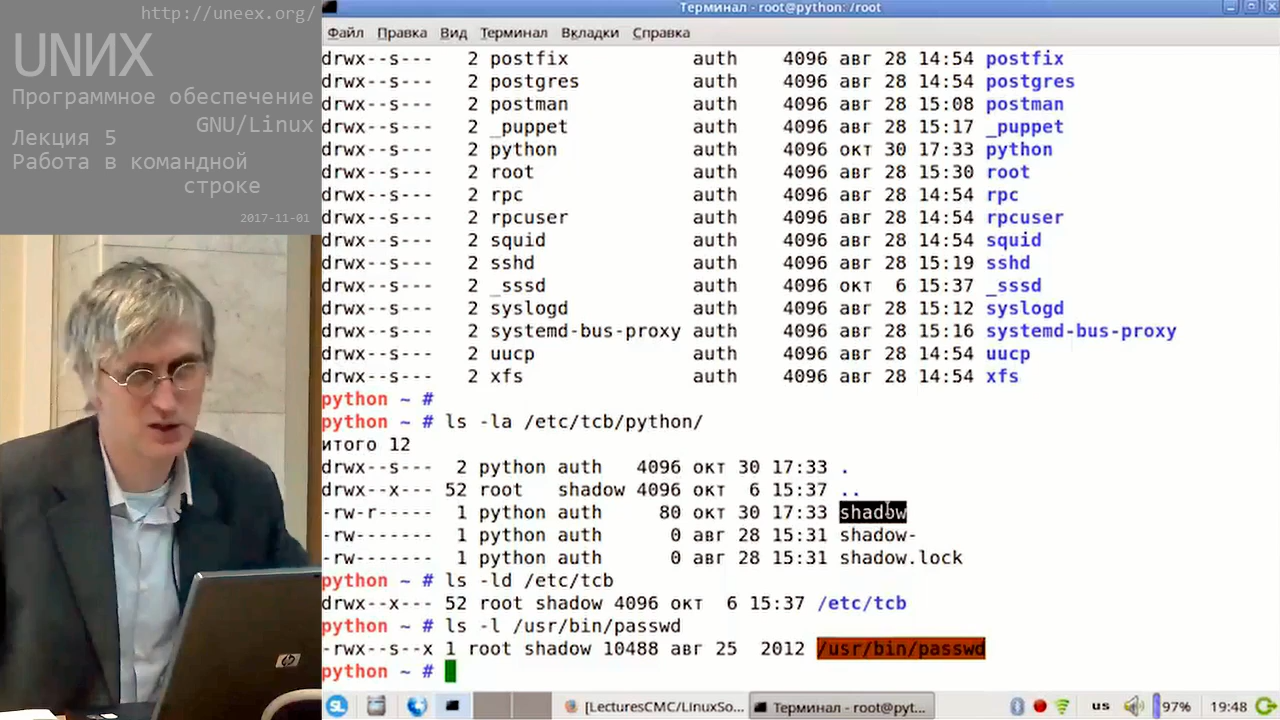 http://uneex.org/
UNИX
Программное обеспечение
GNU/Linux
Лекция 5
Работа в командной
строке
2017-11-01
hp
Терминал - root@python: /root
Файл Правка Вид Терминал Вкладки Справка
drwx--s--- 2 postfix auth 4096 авг 28 14:54 postfix
drwx--s--- 2 postgres auth 4096 авг 28 14:54 postgres
drwx--s--- 2 postman auth 4096 авг 28 15:08 postman
drwx--s--- 2 _puppet auth 4096 авг 28 15:17 _puppet
drwx--s--- 2 python auth 4096 окт 30 17:33 python
drwx--s--- 2 root auth 4096 авг 28 15:30 root
drwx--s--- 2 rpc auth 4096 авг 28 14:54 rpc
drwx--s--- 2 rpcuser auth 4096 авг 28 14:54 rpcuser
drwx--s--- 2 squid auth 4096 авг 28 14:54 squid
drwx--s--- 2 sshd auth 4096 авг 28 15:19 sshd
drwx--s--- 2 _sssd auth 4096 окт 6 15:37 _sssd
drwx--s--- 2 syslogd auth 4096 авг 28 15:12 syslogd
drwx--s--- 2 systemd-bus-proxy auth 4096 авг 28 15:16 systemd-bus-proxy
drwx--s--- 2 uucp auth 4096 авг 28 14:54 uucp
drwx--s--- 2 xfs auth 4096 авг 28 14:54 xfs
python ~ #
python ~ # ls -la /etc/tcb/python/
итого 12
drwx--s--- 2 python auth 4096 окт 30 17:33 .
drwx--x--- 52 root shadow 4096 окт 6 15:37 ..
-rw-r----- 1 python auth 80 окт 30 17:33 shadow
-rw------- 1 python auth 0 авг 28 15:31 shadow-
-rw------- 1 python auth 0 авг 28 15:31 shadow.lock
python ~ # ls -ld /etc/tcb
drwx--x--- 52 root shadow 4096 окт 6 15:37 /etc/tcb
python ~ # ls -l /usr/bin/passwd
-rwx--s--x 1 root shadow 10488 авг 25 2012 /usr/bin/passwd
python ~ #
SL [LecturesCMC/LinuxSo... Терминал - root@pyt... us 97% 19:48